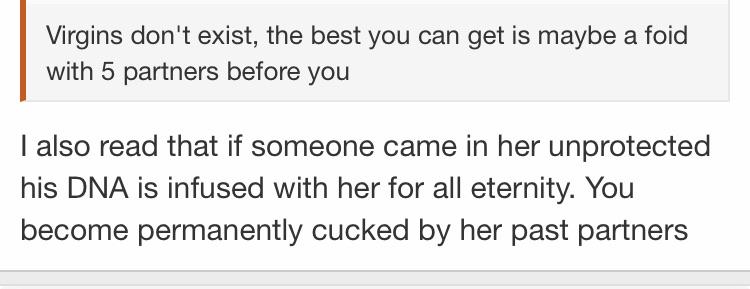 Virgins don't exist, the best you can get is maybe a foid
with 5 partners before you
I also read that if someone came in her unprotected
his DNA is infused with her for all eternity. You
become permanently cucked by her past partners